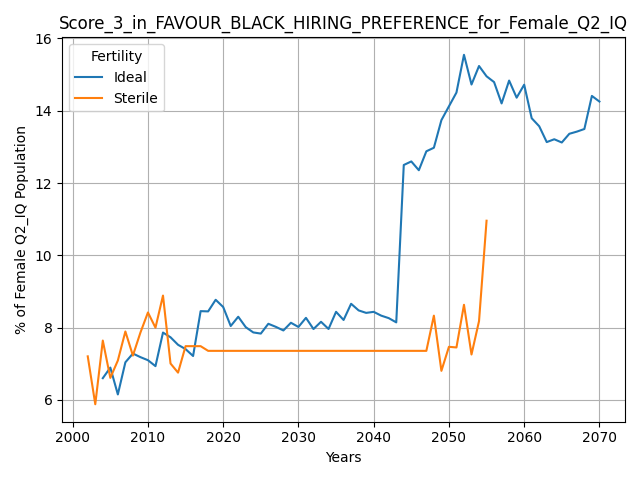 Score_3_in_FAVOUR_BLACK_HIRING_PREFERENCE_for_Female_Q2_IQ
Fertility
Ideal
Sterile
% of Female Q2_IQ Population
16
14
12
10
8
6
2000 2010 2020 2030 2040 2050 2060 2070
Years